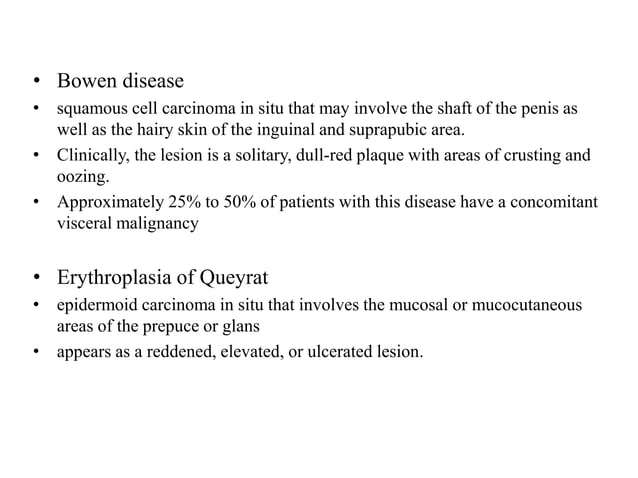 • Bowen disease
• squamous cell carcinoma in situ that may involve the shaft of the penis as
well as the hairy skin of the inguinal and suprapubic area.
• Clinically, the lesion is a solitary, dull-red plaque with areas of crusting and
oozing.
• Approximately 25% to 50% of patients with this disease have a concomitant
visceral malignancy
• Erythroplasia of Queyrat
• epidermoid carcinoma in situ that involves the mucosal or mucocutaneous
areas of the prepuce or glans
• appears as a reddened, elevated, or ulcerated lesion.